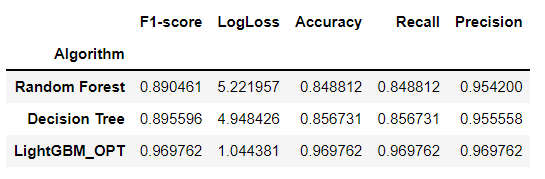 F1-score LogLoss Accuracy Recall Precision
Algorithm
Random Forest 0.890461 5.221957 0.848812 0.848812 0.954200
Decision Tree 0.895596 4.948426 0.856731 0.856731 0.955558
LightGBM_OPT 0.969762 1.044381 0.969762 0.969762 0.969762